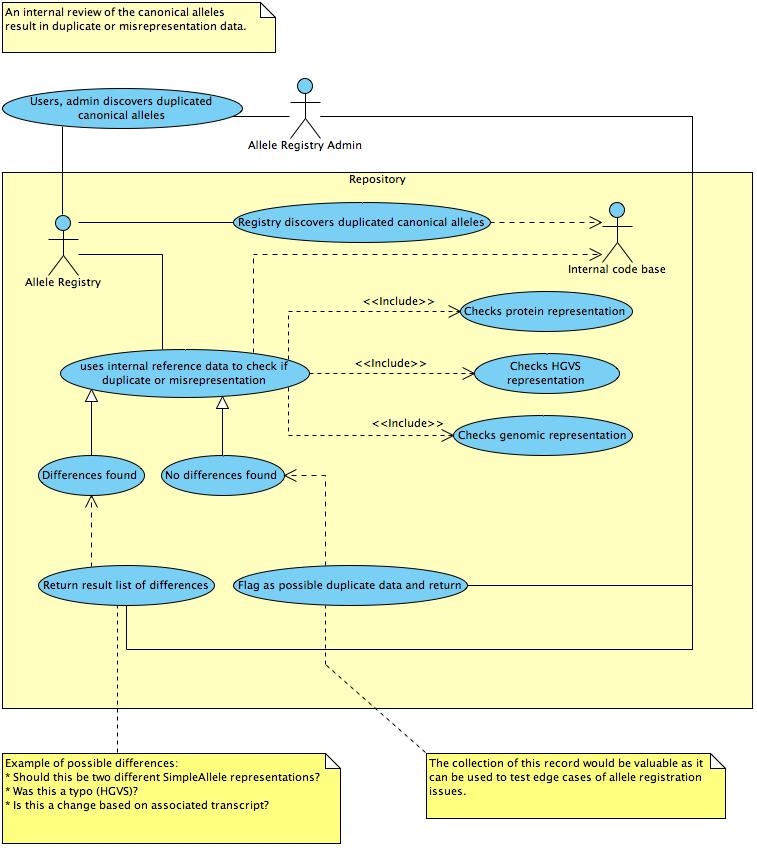 An internal review of the canonical alleles
result in duplicate or misrepresentation data.
Users, admin discovers duplicated
canonical alleles
Allele Registry Admin
Repository
Registry discovers duplicated canonical alleles
Internal code base
Allele Registry
<<Include>>
Checks protein representation
uses internal reference data to check if
duplicate or misrepresentation
<<Include>>
Checks HGVS
representation
<<Include>>
Checks genomic representation
Differences found
No differences found
Return result list of differences
Flag as possible duplicate data and return
Example of possible differences:
* Should this be two different SimpleAllele representations?
* Was this a typo (HGVS)?
* Is this a change based on associated transcript?
The collection of this record would be valuable as it
can be used to test edge cases of allele registration
issues.